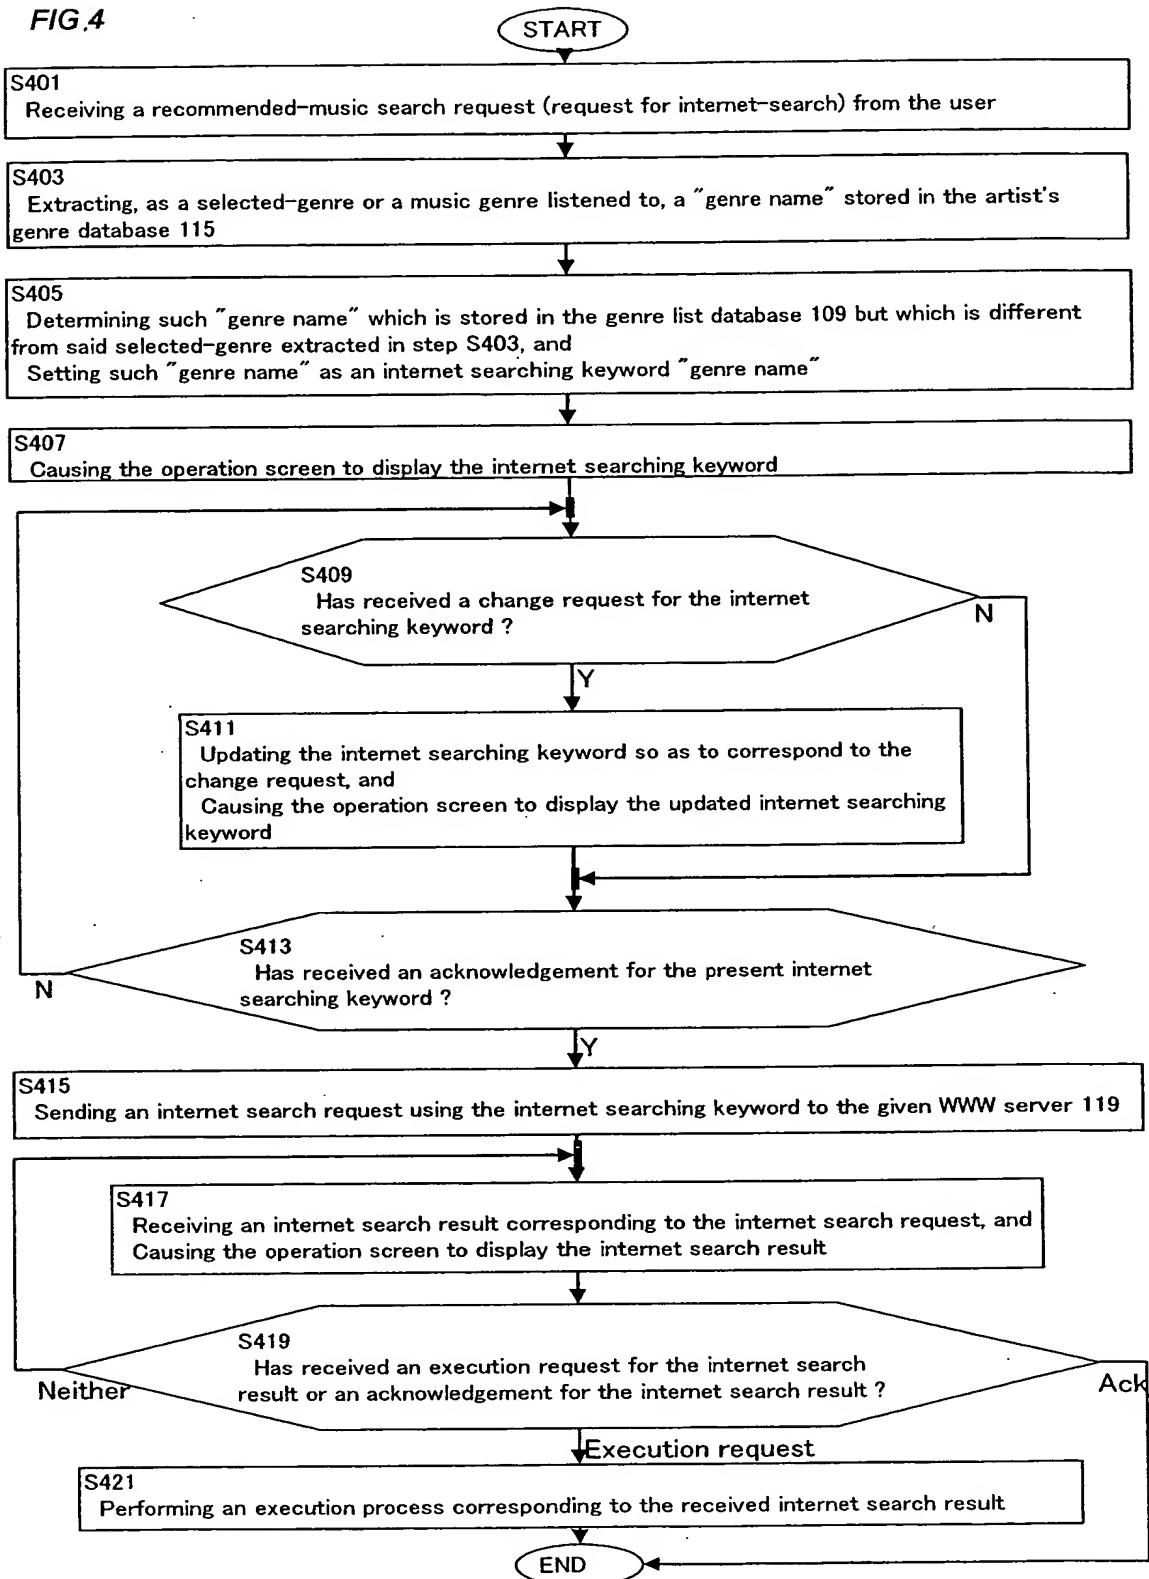 FIG.4
START
S401
Receiving a recommended-music search request (request for internet-search) from the user
S403
Extracting, as a selected-genre or a music genre listened to, a "genre name" stored in the artist's
genre database 115
S405
Determining such "genre name" which is stored in the genre list database 109 but which is different
from said selected-genre extracted in step S403, and
Setting such "genre name" as an internet searching keyword "genre name"
S407
Causing the operation screen to display the internet searching keyword
S409
Has received a change request for the internet
searching keyword ?
N
Y
S411
Updating the internet searching keyword so as to correspond to the
change request, and
Causing the operation screen to display the updated internet searching
keyword
S413
Has received an acknowledgement for the present internet
searching keyword ?
N
Y
S415
Sending an internet search request using the internet searching keyword to the given WWW server 119
S417
Receiving an internet search result corresponding to the internet search request, and
Causing the operation screen to display the internet search result
S419
Has received an execution request for the internet search
result or an acknowledgement for the internet search result ?
Neither
Ack
Execution request
S421
Performing an execution process corresponding to the received internet search result
END